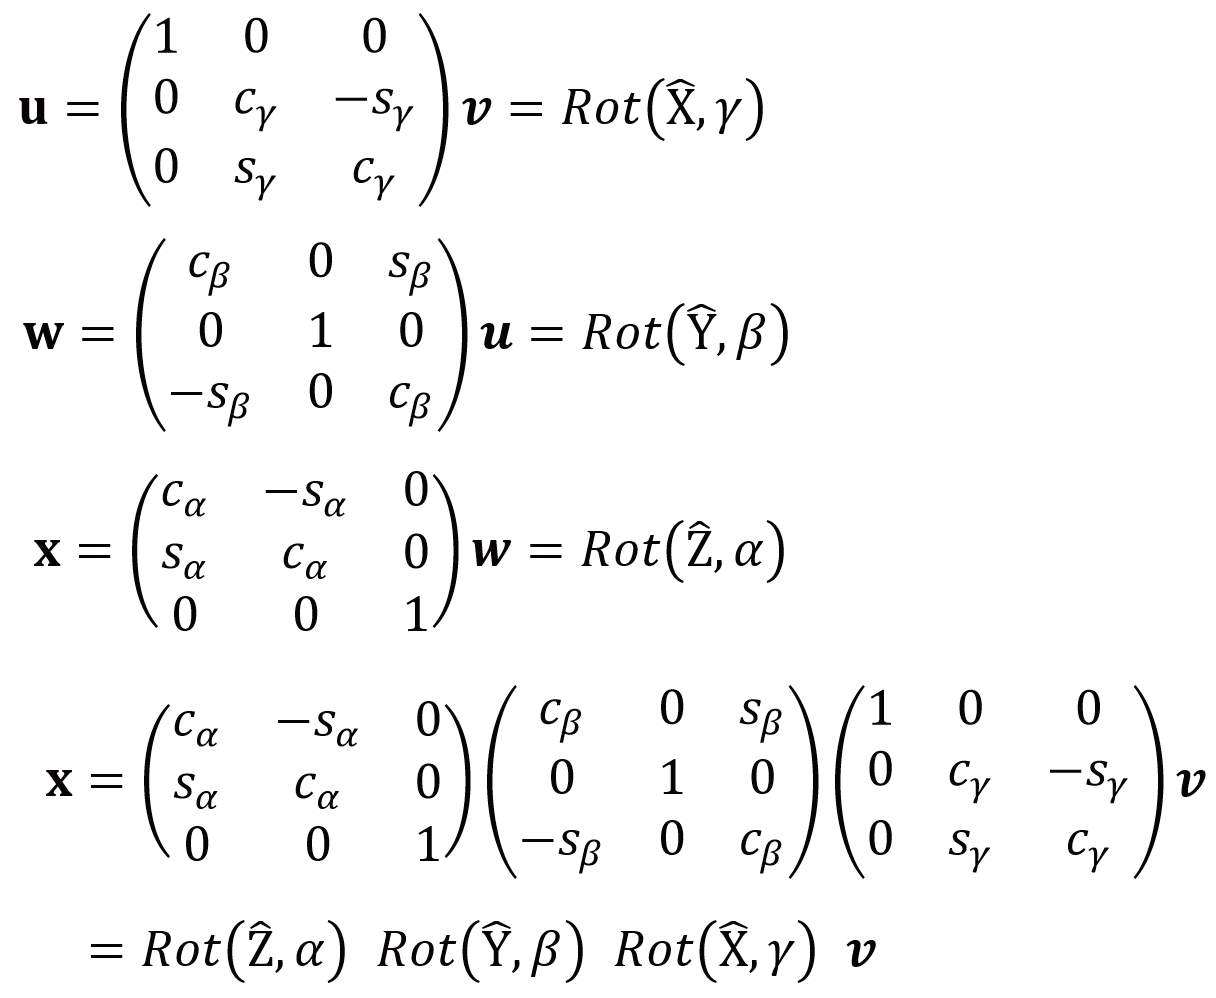 𝐮 = (1 0 0
0 c_γ −s_γ
0 s_γ c_γ) 𝒗 = Rot(X̂, γ)
𝐰 = (c_β 0 s_β
0 1 0
−s_β 0 c_β) 𝒖 = Rot(Ŷ, β)
𝐱 = (c_α −s_α 0
s_α c_α 0
0 0 1) 𝒘 = Rot(Ẑ, α)
𝐱 = (c_α −s_α 0 ) (c_β 0 s_β ) (1 0 0
s_α c_α 0 0 1 0 0 c_γ −s_γ
0 0 1 −s_β 0 c_β 0 s_γ c_γ) 𝒗
= Rot(Ẑ, α) Rot(Ŷ, β) Rot(X̂, γ) 𝒗